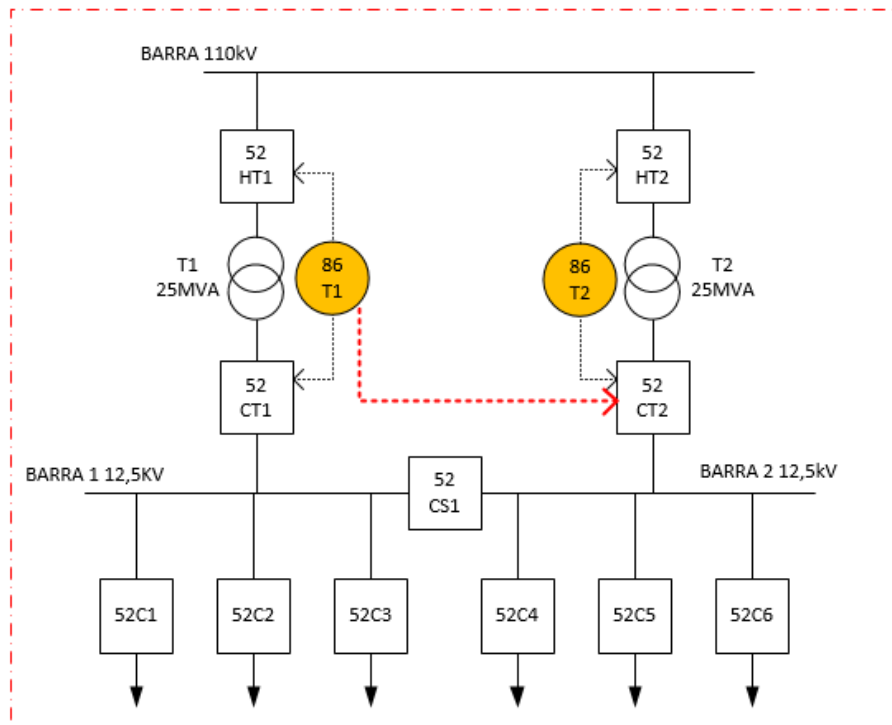 BARRA 110kV
52
HT1
52
HT2
T1
25MVA
86
T1
86
T2
T2
25MVA
52
CT1
52
CT2
BARRA 1 12,5KV
52
CS1
BARRA 2 12,5kV
52C1
52C2
52C3
52C4
52C5
52C6